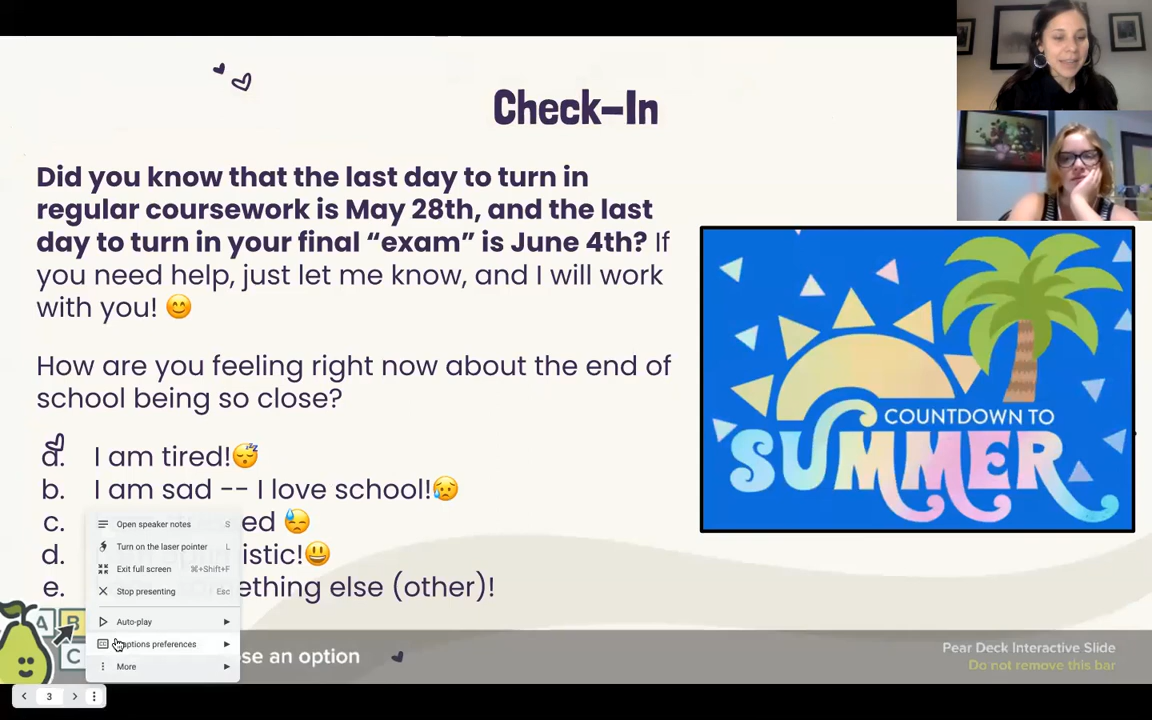 Check-In
Did you know that the last day to turn in
regular coursework is May 28th, and the last
day to turn in your final “exam” is June 4th? If
you need help, just let me know, and I will work
with you! 😊
How are you feeling right now about the end of
school being so close?
a. I am tired!😴
b. I am sad -- I love school!😥
c. ed 😓
d. istic!😃
e. mething else (other)!
COUNTDOWN TO
SUMMER
Open speaker notes S
Turn on the laser pointer L
Exit full screen ⌘+Shift+F
Stop presenting Esc
Auto-play
ptions preferences
More
A B
C
se an option
Pear Deck Interactive Slide
Do not remove this bar
3